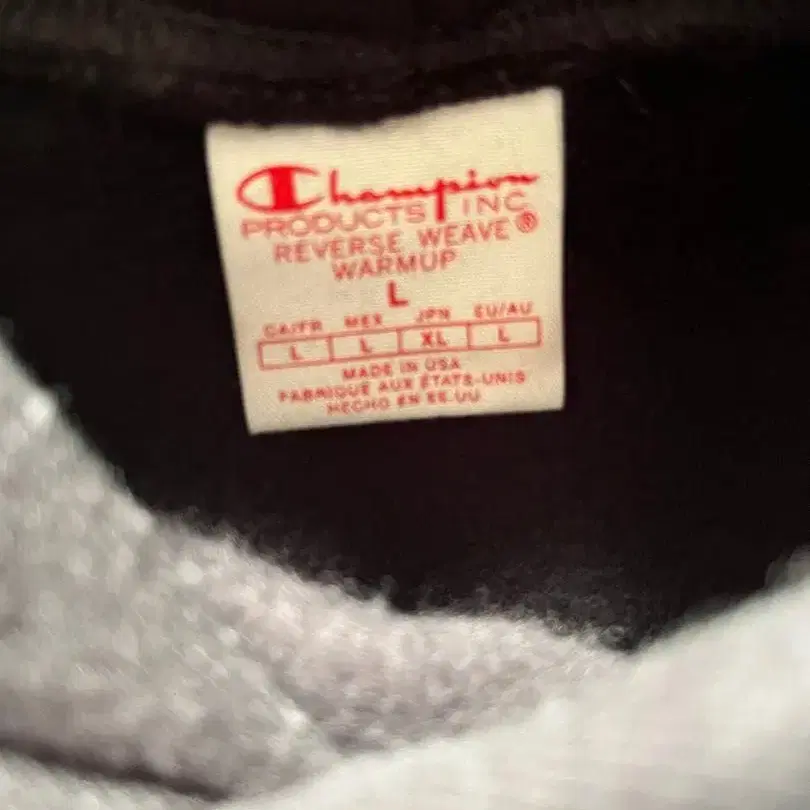 Champion
PRODUCTS INC
REVERSE WEAVE®
WARMUP
L
CA/FR MEX JPN EU/AU
L L XL L
MADE IN USA
FABRIQUE AUX ÉTATS-UNIS
HECHO EN EE.UU